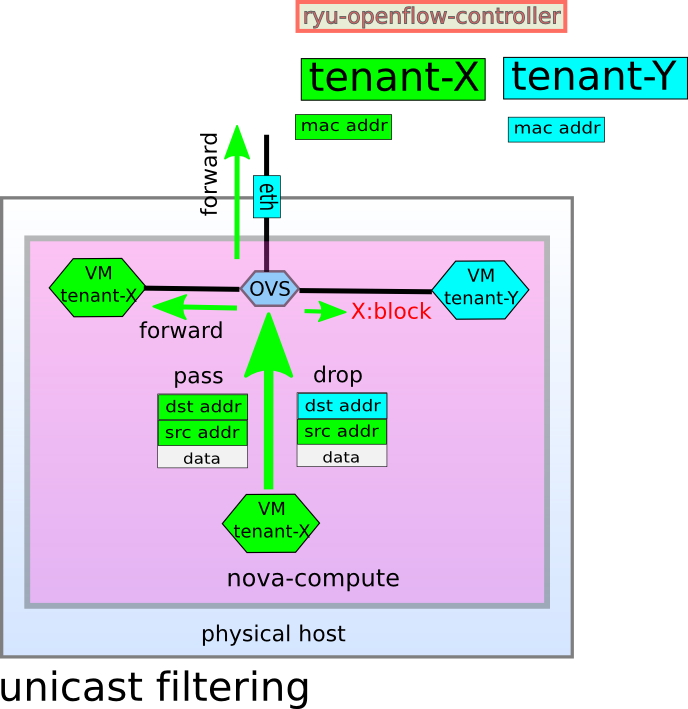 ryu-openflow-controller
tenant-X
tenant-Y
mac addr
mac addr
forward
eth
VM
tenant-X
OVS
VM
tenant-Y
forward
X:block
pass
drop
dst addr
src addr
data
dst addr
src addr
data
VM
tenant-X
nova-compute
physical host
unicast filtering